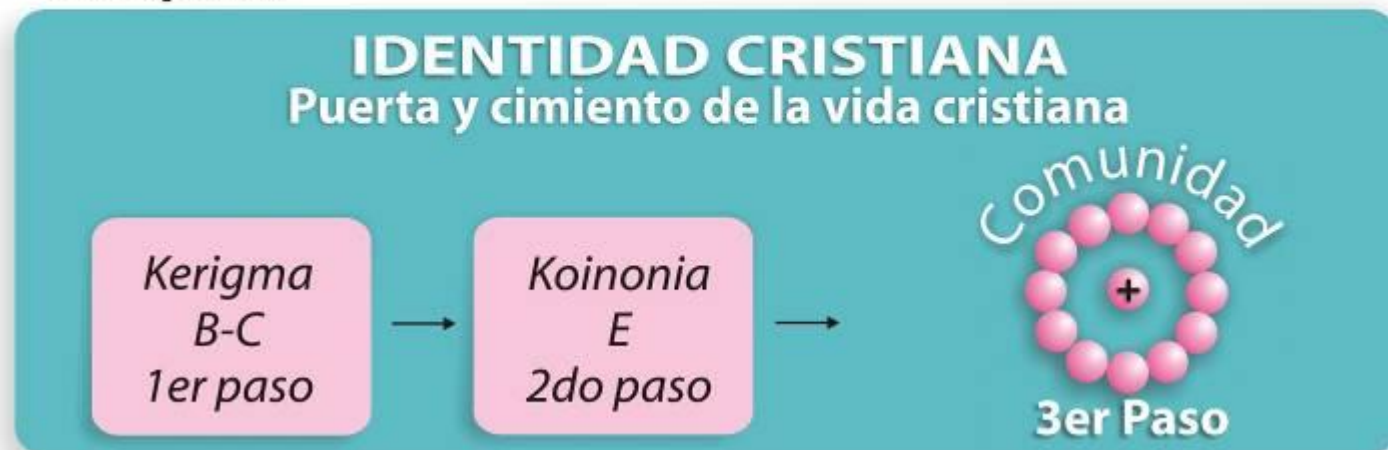 IDENTIDAD CRISTIANA
Puerta y cimiento de la vida cristiana
Kerigma
B-C
1er paso
Koinonia
E
2do paso
Comunidad
+
3er Paso